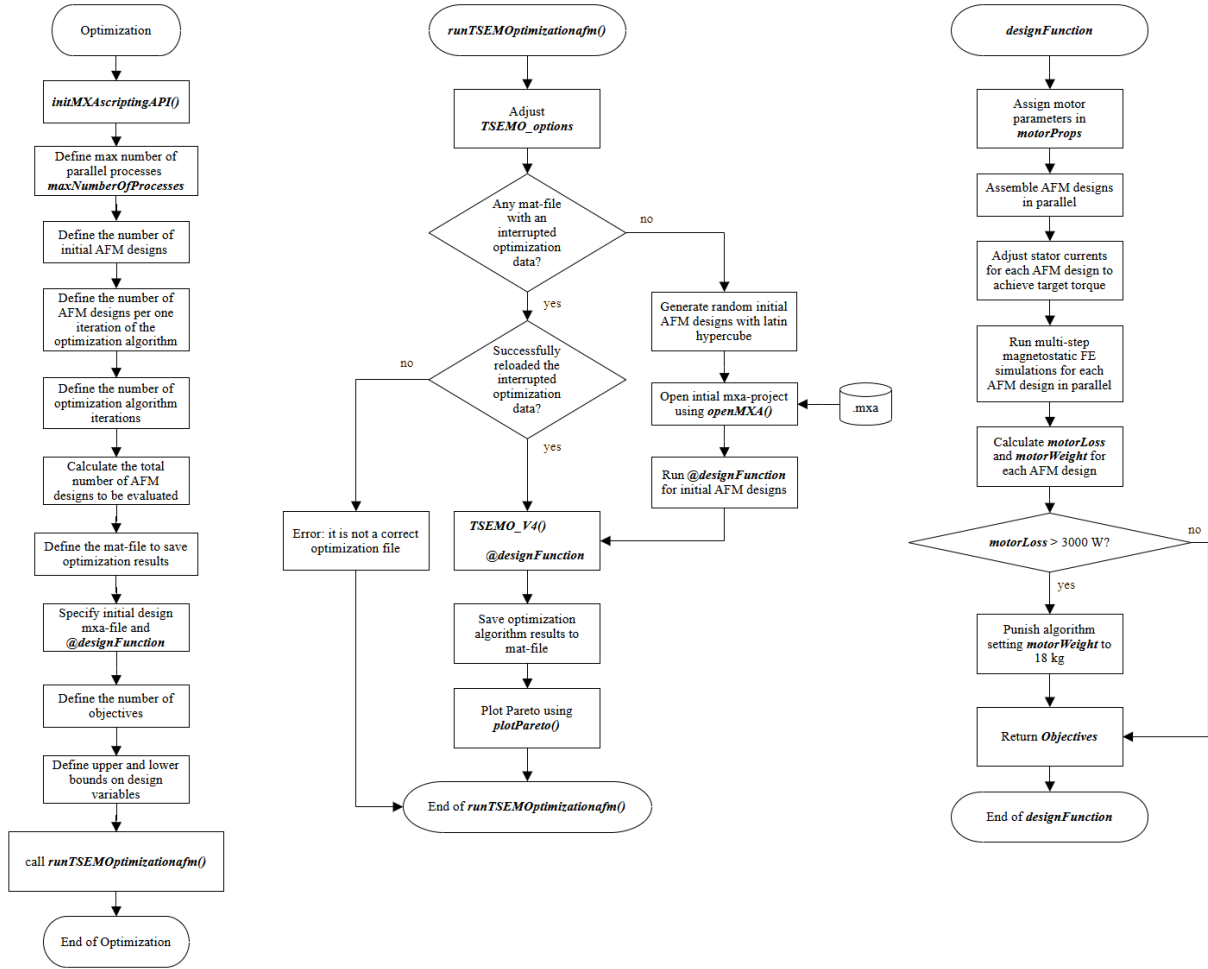 Optimization
initMXAscriptingAPI()
Define max number of
parallel processes
maxNumberOfProcesses
Define the number of
initial AFM designs
Define the number of
AFM designs per one
iteration of the
optimization algorithm
Define the number of
optimization algorithm
iterations
Calculate the total
number of AFM
designs to be evaluated
Define the mat-file to save
optimization results
Specify initial design
mxa-file and
@designFunction
Define the number of
objectives
Define upper and lower
bounds on design
variables
call runTSEMOptimizationafm()
End of Optimization
runTSEMOptimizationafm()
Adjust
TSEMO_options
Any mat-file
with an
interrupted
optimization
data?
no
yes
Generate random initial
AFM designs with latin
hypercube
Successfully
reloaded the
interrupted
optimization
data?
no
yes
Open intial mxa-project
using openMXA()
.mxa
Run @designFunction
for initial AFM designs
Error: it is not a correct
optimization file
TSEMO_V4()
@designFunction
Save optimization
algorithm results to
mat-file
Plot Pareto using
plotPareto()
End of runTSEMOptimizationafm()
designFunction
Assign motor
parameters in
motorProps
Assemble AFM designs
in parallel
Adjust stator currents
for each AFM design to
achieve target torque
Run multi-step
magnetostatic FE
simulations for each
AFM design in parallel
Calculate motorLoss
and motorWeight for
each AFM design
motorLoss > 3000 W?
no
yes
Punish algorithm
setting motorWeight to
18 kg
Return Objectives
End of designFunction